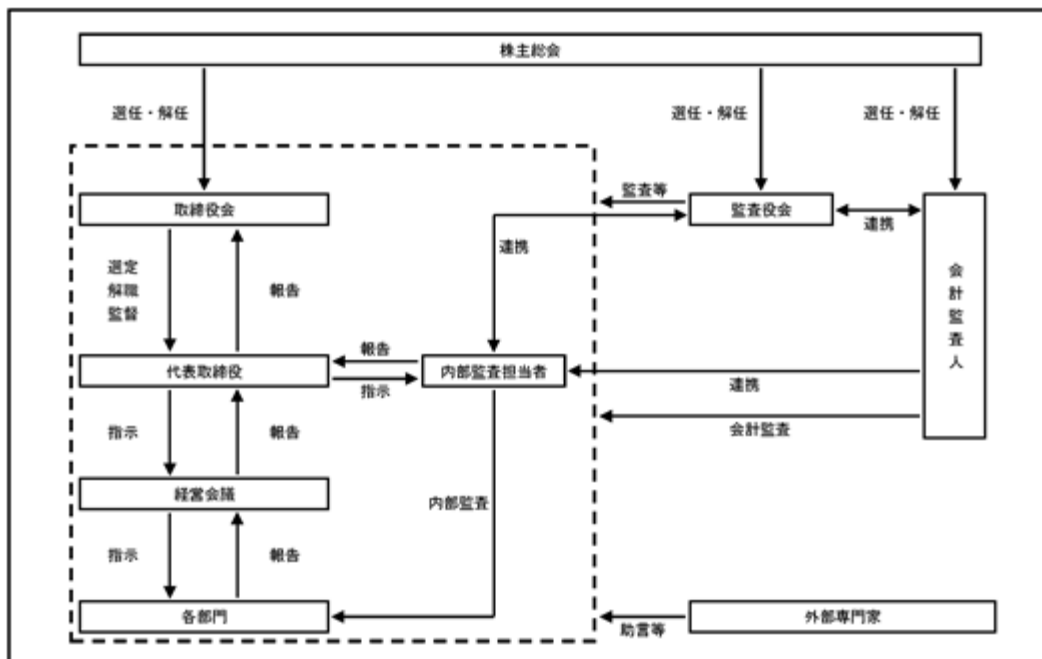 株主総会
選任・解任
選任・解任
選任・解任
監査等
取締役会
監査役会
連携
連携
会計監査人
選定
解職
監督
報告
報告
代表取締役
内部監査担当者
指示
連携
会計監査
指示
報告
経営会議
内部監査
指示
報告
各部門
外部専門家
助言等